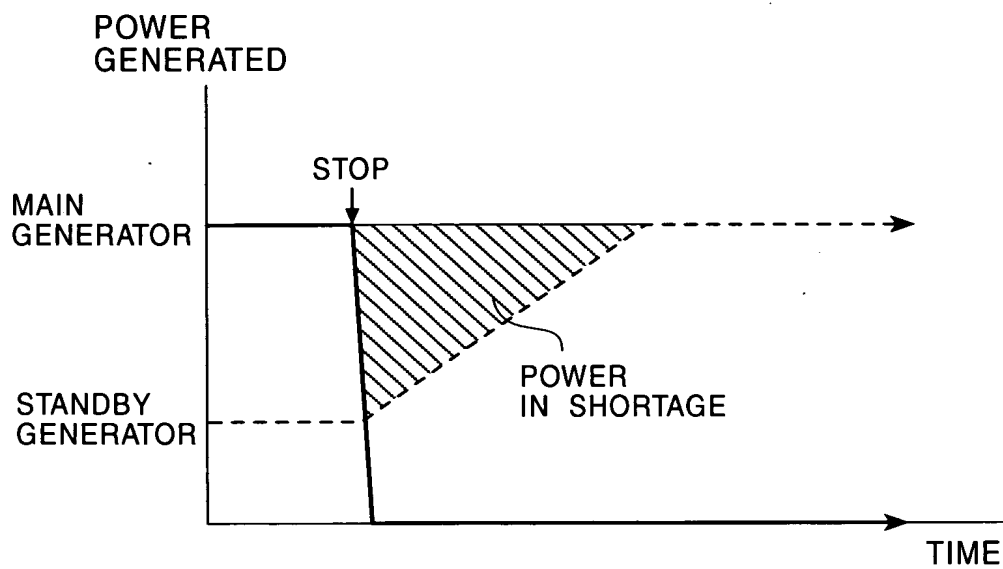 POWER
GENERATED
STOP
MAIN
GENERATOR
POWER
IN SHORTAGE
STANDBY
GENERATOR
TIME